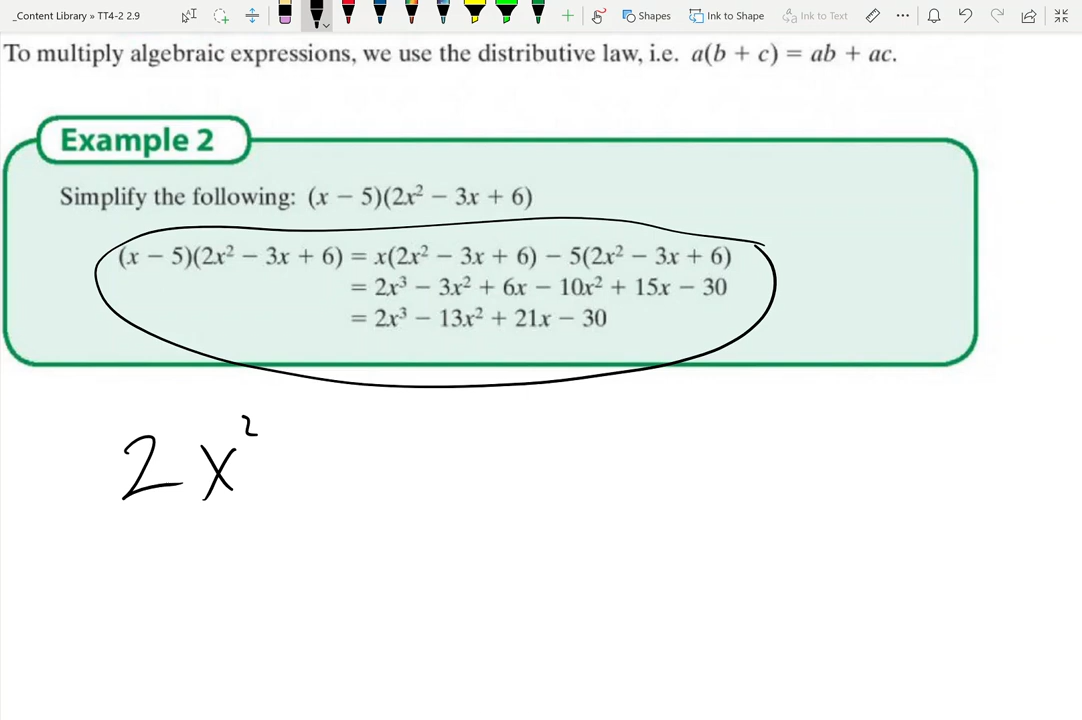 _Content Library » TT4-2 2.9
Shapes
Ink to Shape
Ink to Text
To multiply algebraic expressions, we use the distributive law, i.e. a(b + c) = ab + ac.
Example 2
Simplify the following: (x − 5)(2x² − 3x + 6)
(x − 5)(2x² − 3x + 6) = x(2x² − 3x + 6) − 5(2x² − 3x + 6)
= 2x³ − 3x² + 6x − 10x² + 15x − 30
= 2x³ − 13x² + 21x − 30
2x²